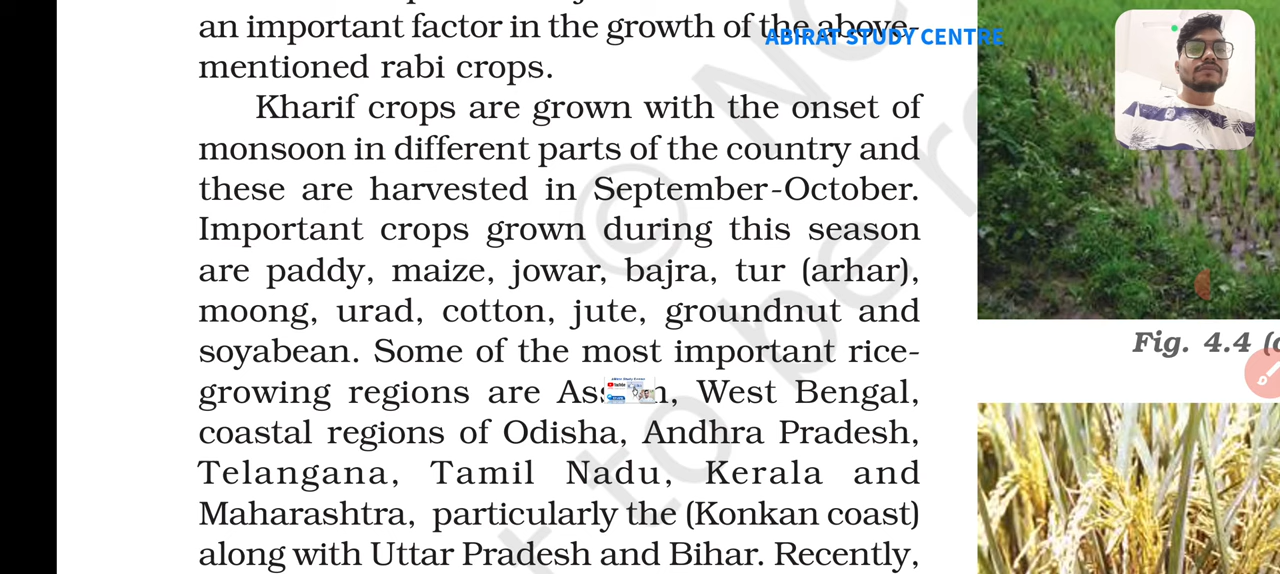 an important factor in the growth of the above-
mentioned rabi crops.
Kharif crops are grown with the onset of
monsoon in different parts of the country and
these are harvested in September-October.
Important crops grown during this season
are paddy, maize, jowar, bajra, tur (arhar),
moong, urad, cotton, jute, groundnut and
soyabean. Some of the most important rice-
growing regions are West Bengal,
coastal regions of Odisha, Andhra Pradesh,
Telangana, Tamil Nadu, Kerala and
Maharashtra, particularly the (Konkan coast)
along with Uttar Pradesh and Bihar. Recently,
ABIRAT STUDY CENTRE
Fig. 4.4